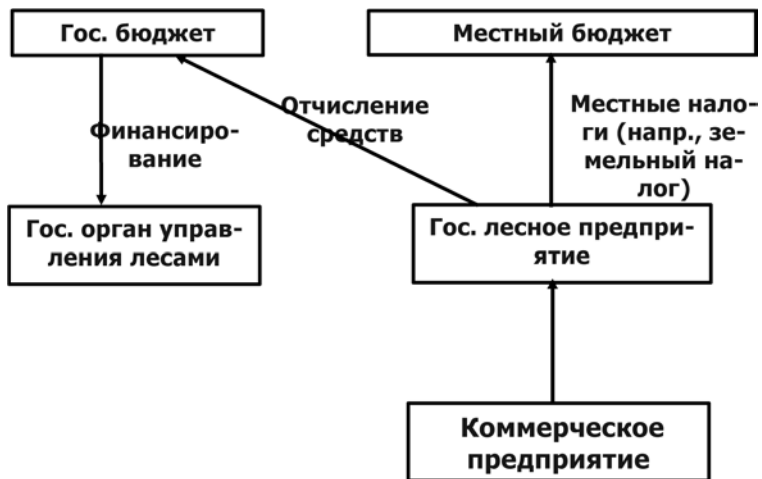 Гос. бюджет
Местный бюджет
Отчисление
средств
Финансиро-
вание
Местные нало-
ги (напр., зе-
мельный на-
лог)
Гос. орган управ-
ления лесами
Гос. лесное предпри-
ятие
Коммерческое
предприятие